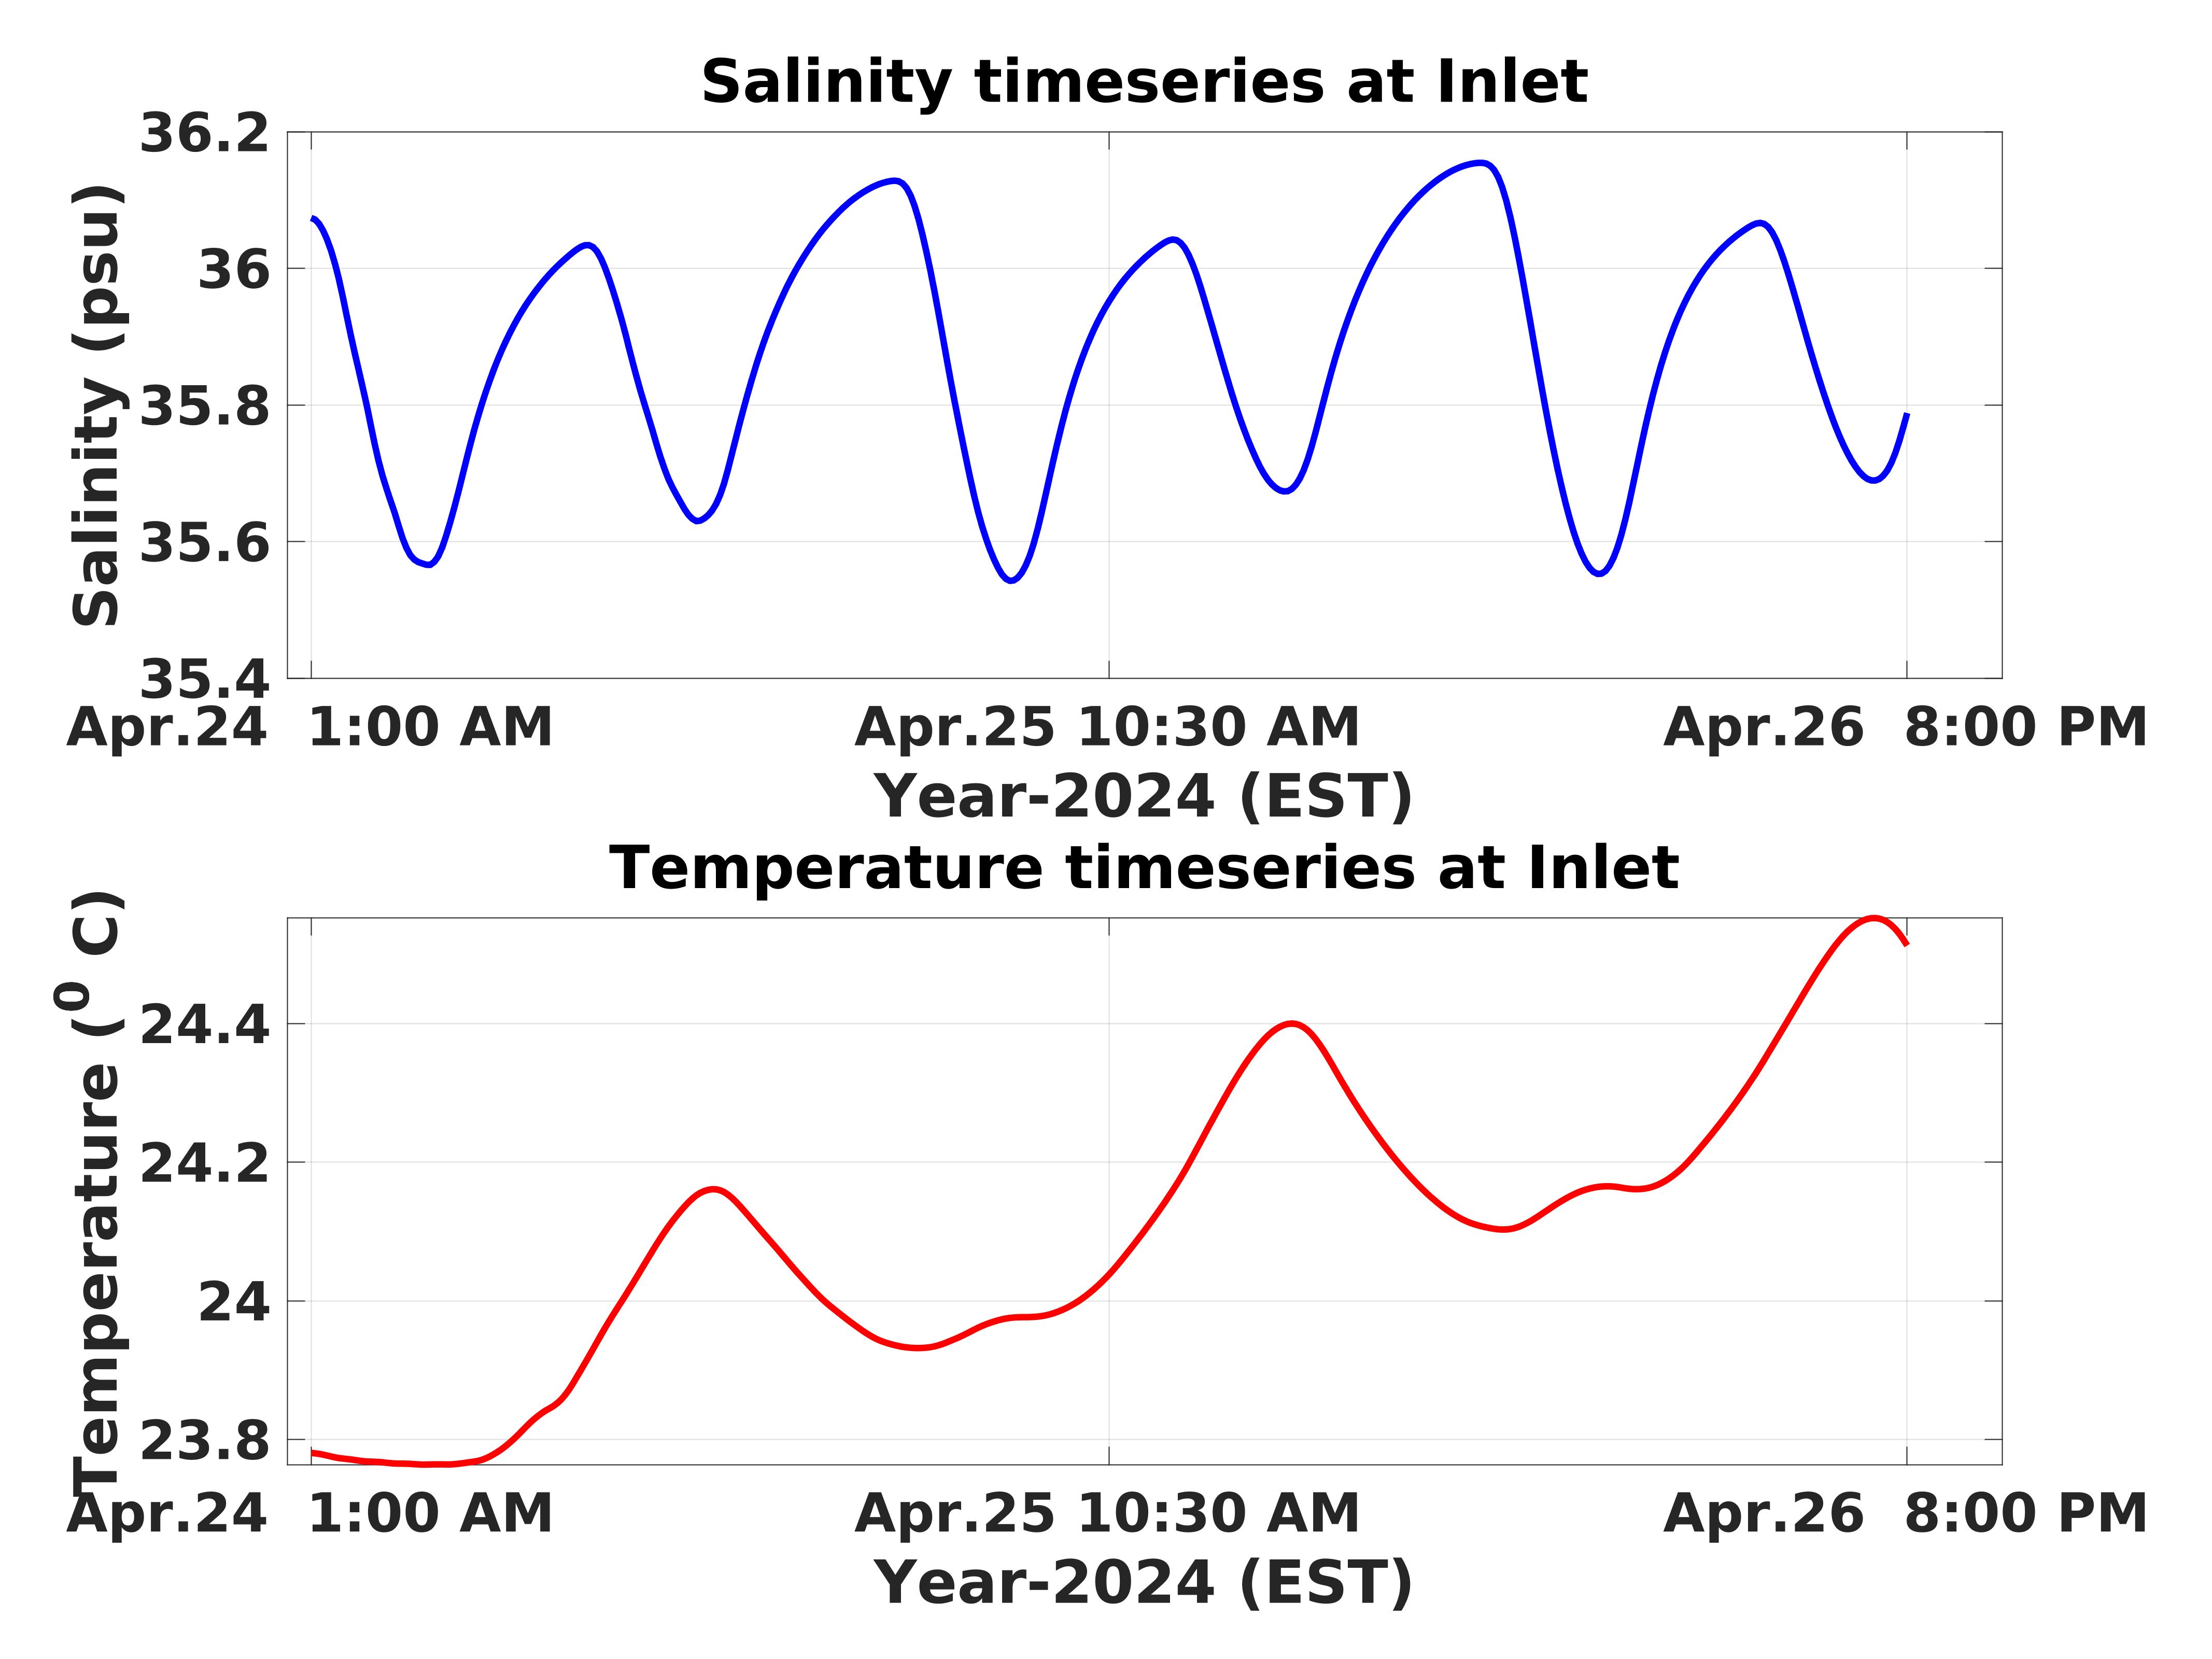 Salinity timeseries at Inlet
Salinity (psu)
36.2
36
35.8
35.6
35.4
Apr.24  1:00 AM
Apr.25 10:30 AM
Apr.26  8:00 PM
Year-2024 (EST)
Temperature timeseries at Inlet
Temperature (⁰ C)
24.4
24.2
24
23.8
Apr.24  1:00 AM
Apr.25 10:30 AM
Apr.26  8:00 PM
Year-2024 (EST)